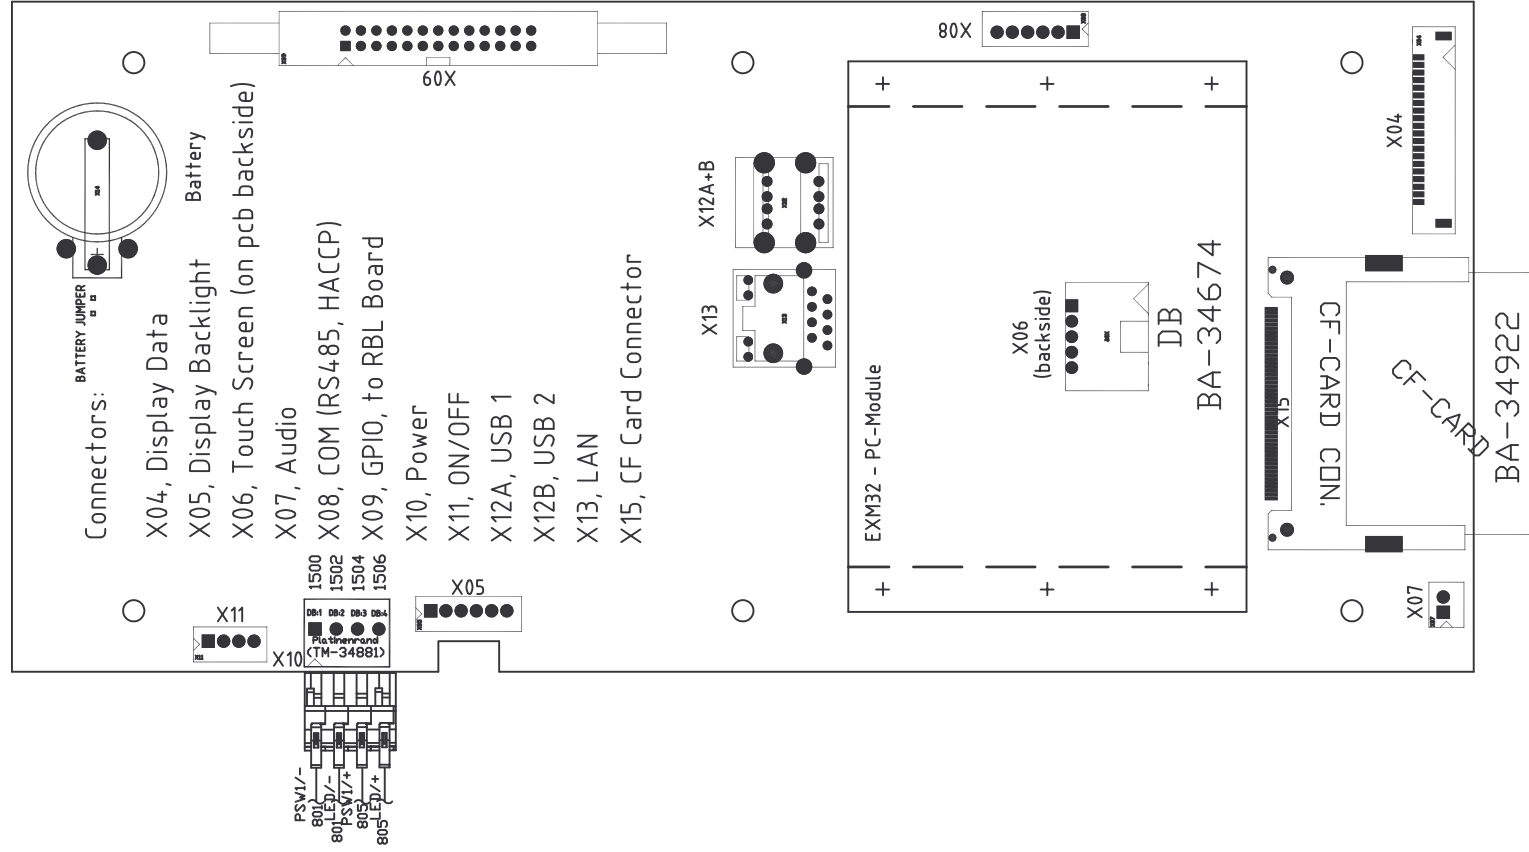 X09
X08
X04
Battery
BATTERY JUMPER
Connectors:
X04, Display Data
X05, Display Backlight
X06, Touch Screen (on pcb backside)
X07, Audio
X08, COM (RS485, HACCP)
X09, GPIO, to RBL Board
X10, Power
X11, ON/OFF
X12A, USB 1
X12B, USB 2
X13, LAN
X15, CF Card Connector
X12A+B
X13
EXM32 - PC-Module
X06
(backside)
DB
BA-34674
X15
CF-CARD CON.
CF-CARD
BA-34922
X07
X11
X05
1500
1502
1504
1506
DB:1 DB:2 DB:3 DB:4
Platinenrand
(TM-34881)
X10
PSW1/-
801
LED/-
801
PSW1/+
805
LED/+
805